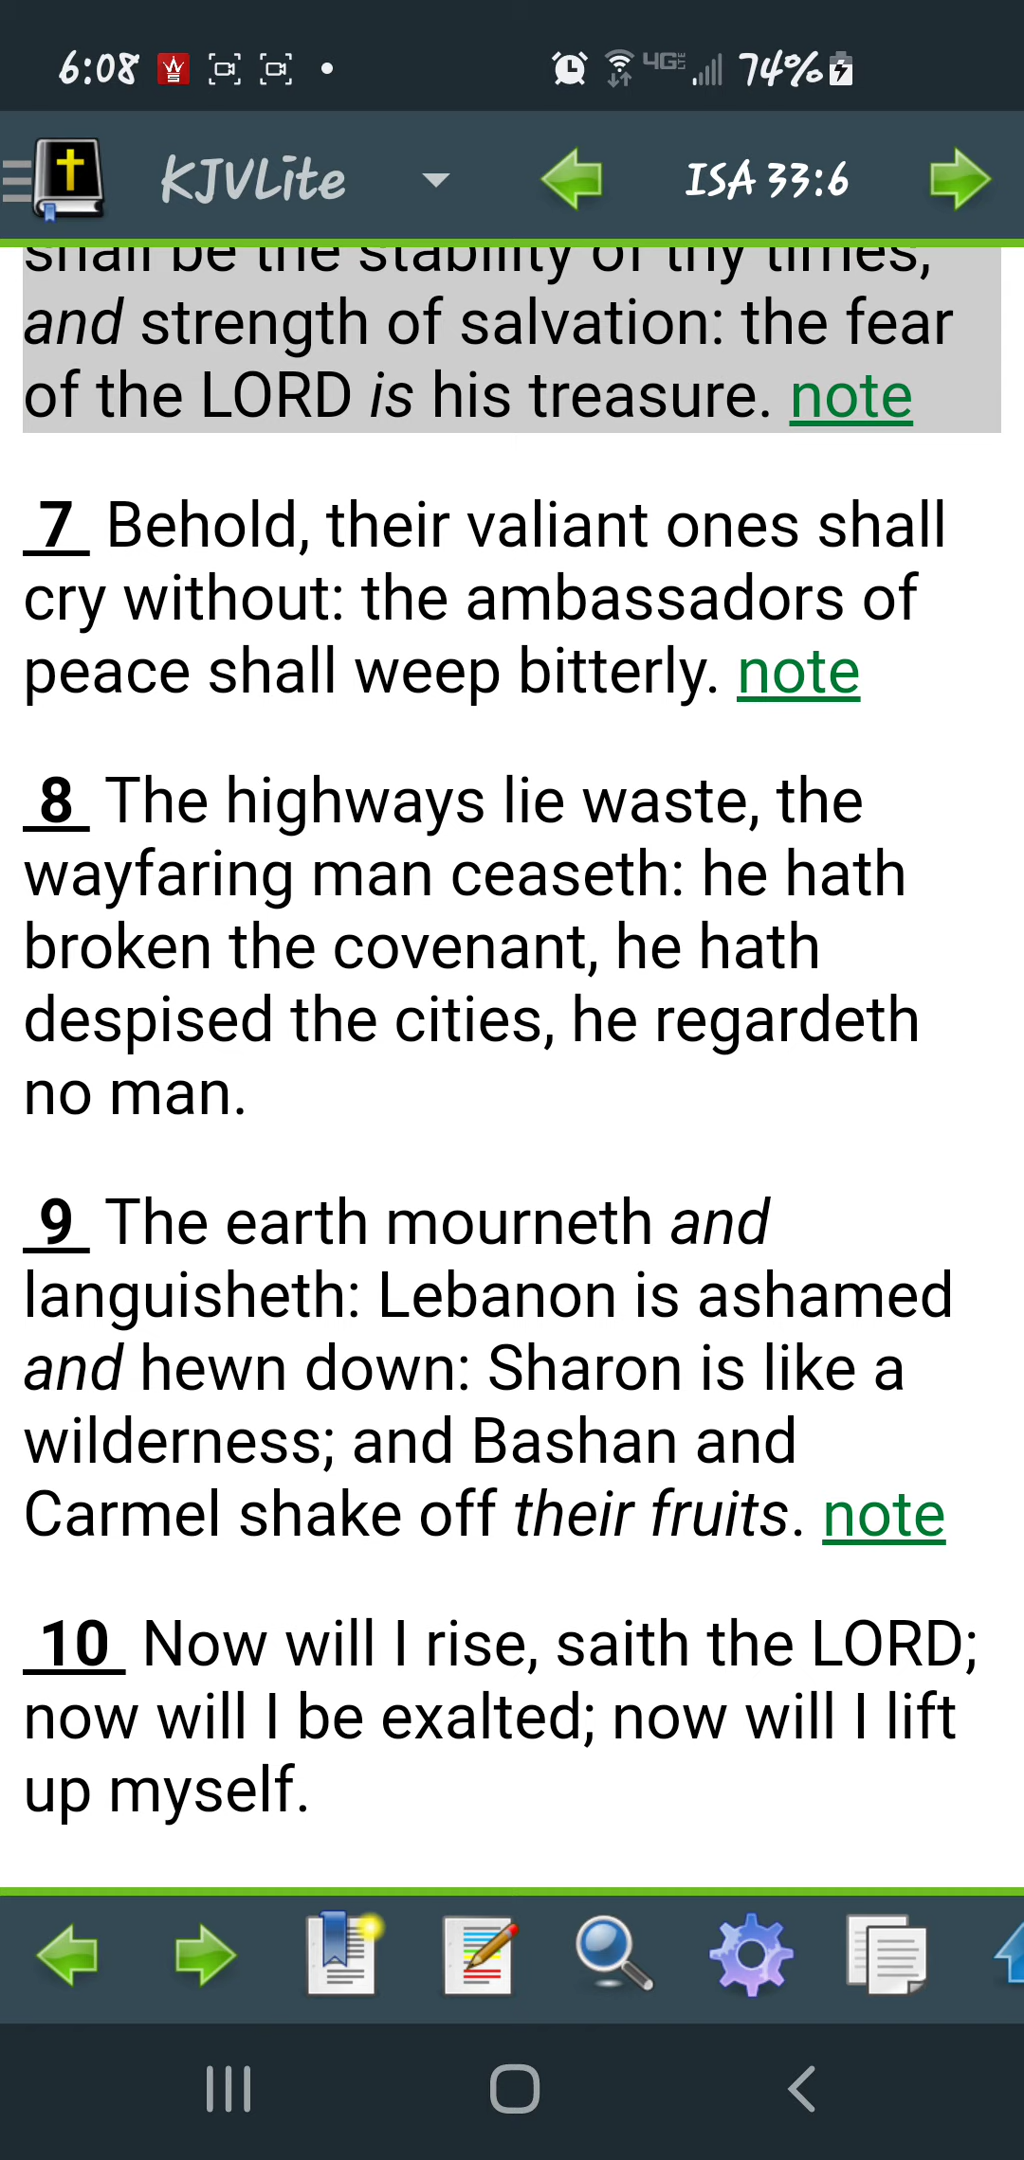 6:08 4G LTE 74%
KJVLite ISA 33:6
shall be the stability of thy times,
and strength of salvation: the fear
of the LORD is his treasure. note
7 Behold, their valiant ones shall
cry without: the ambassadors of
peace shall weep bitterly. note
8 The highways lie waste, the
wayfaring man ceaseth: he hath
broken the covenant, he hath
despised the cities, he regardeth
no man.
9 The earth mourneth and
languisheth: Lebanon is ashamed
and hewn down: Sharon is like a
wilderness; and Bashan and
Carmel shake off their fruits. note
10 Now will I rise, saith the LORD;
now will I be exalted; now will I lift
up myself.